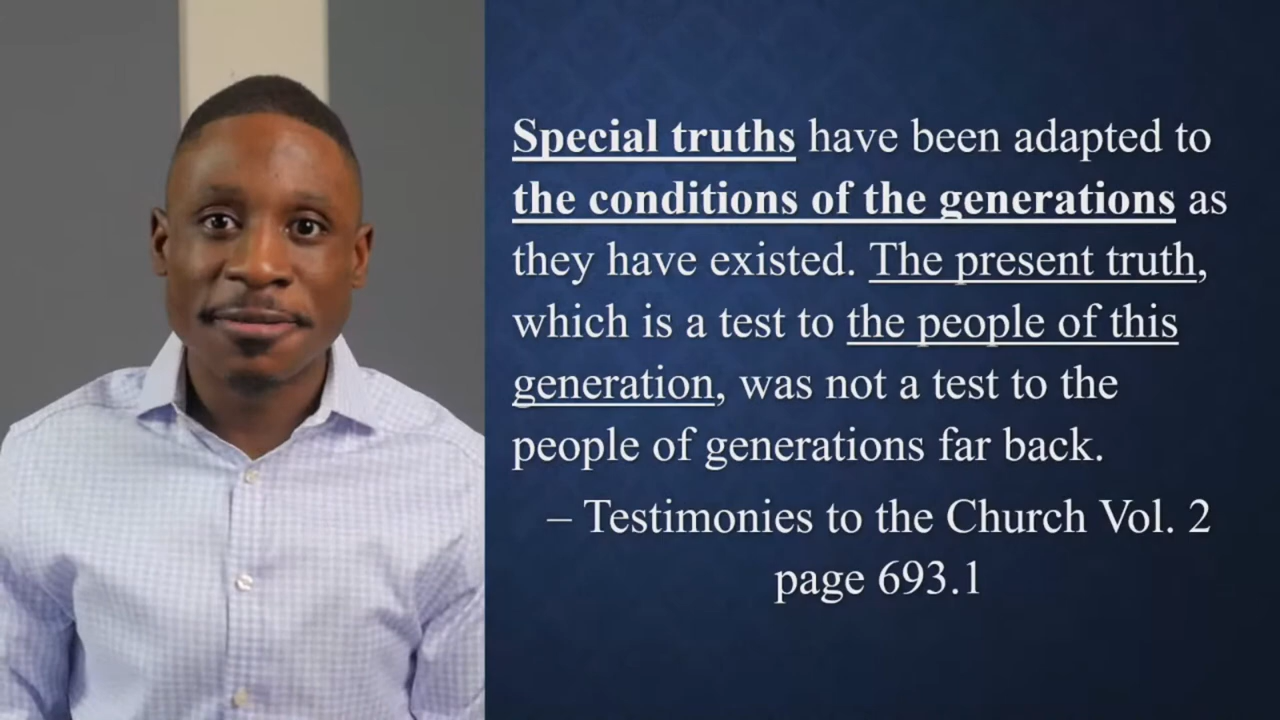 Special truths have been adapted to
the conditions of the generations as
they have existed. The present truth,
which is a test to the people of this
generation, was not a test to the
people of generations far back.
– Testimonies to the Church Vol. 2
page 693.1